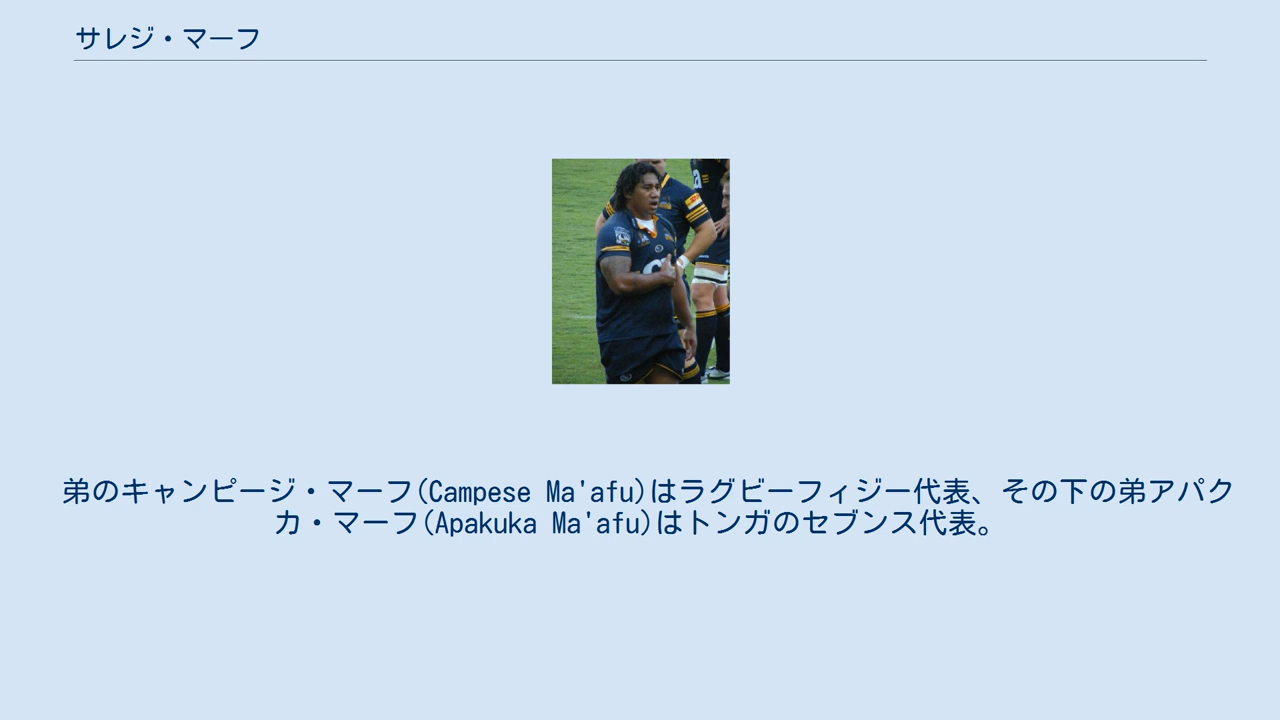 サレジ・マーフ
弟のキャンピージ・マーフ(Campese Ma'afu)はラグビーフィジー代表、その下の弟アパク
カ・マーフ(Apakuka Ma'afu)はトンガのセブンス代表。